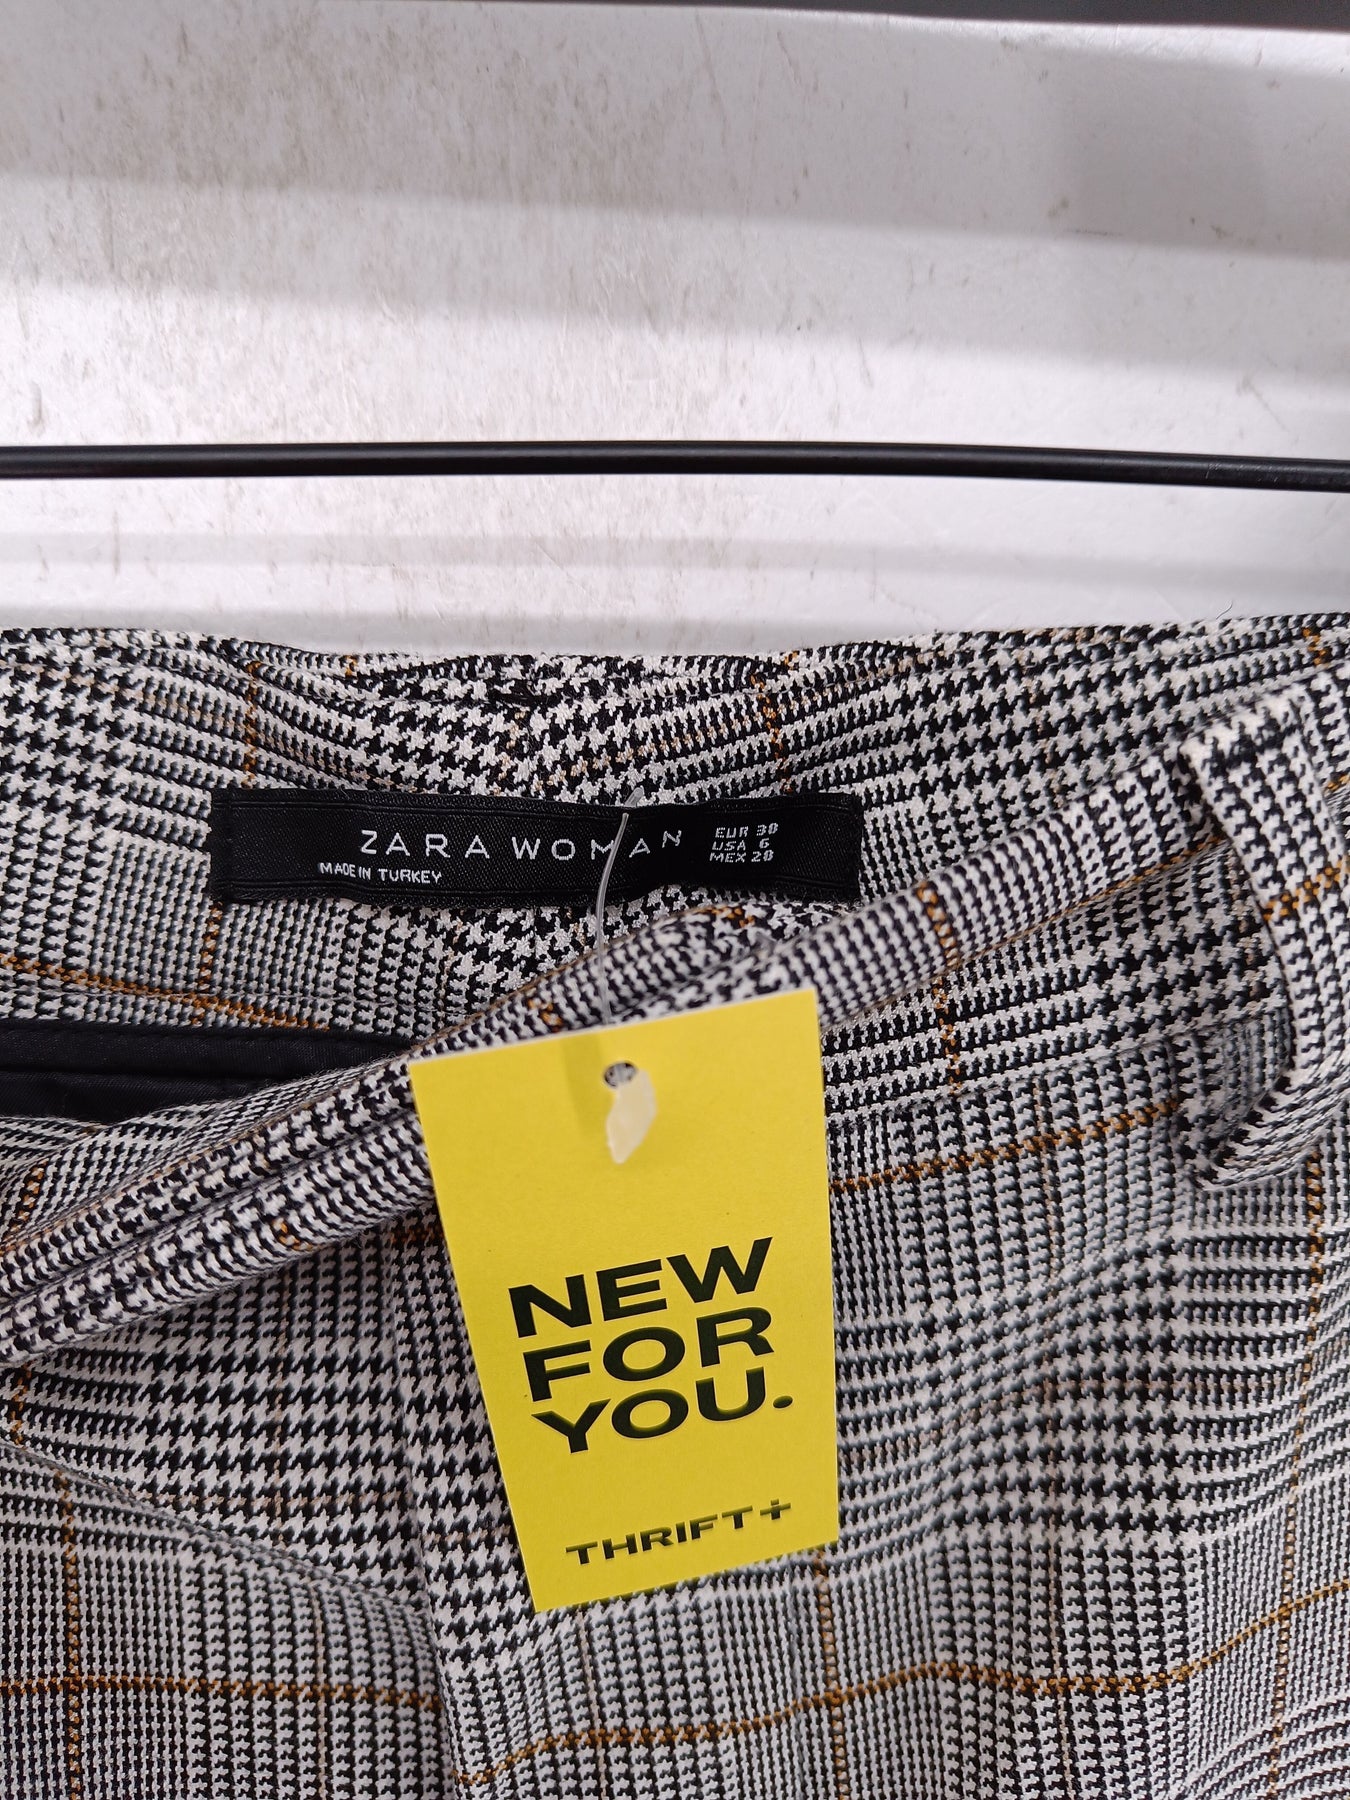 ZARA WOMAN
MADE IN TURKEY
EUR 38
USA 6
MEX 28
NEW
FOR
YOU.
THRIFT+